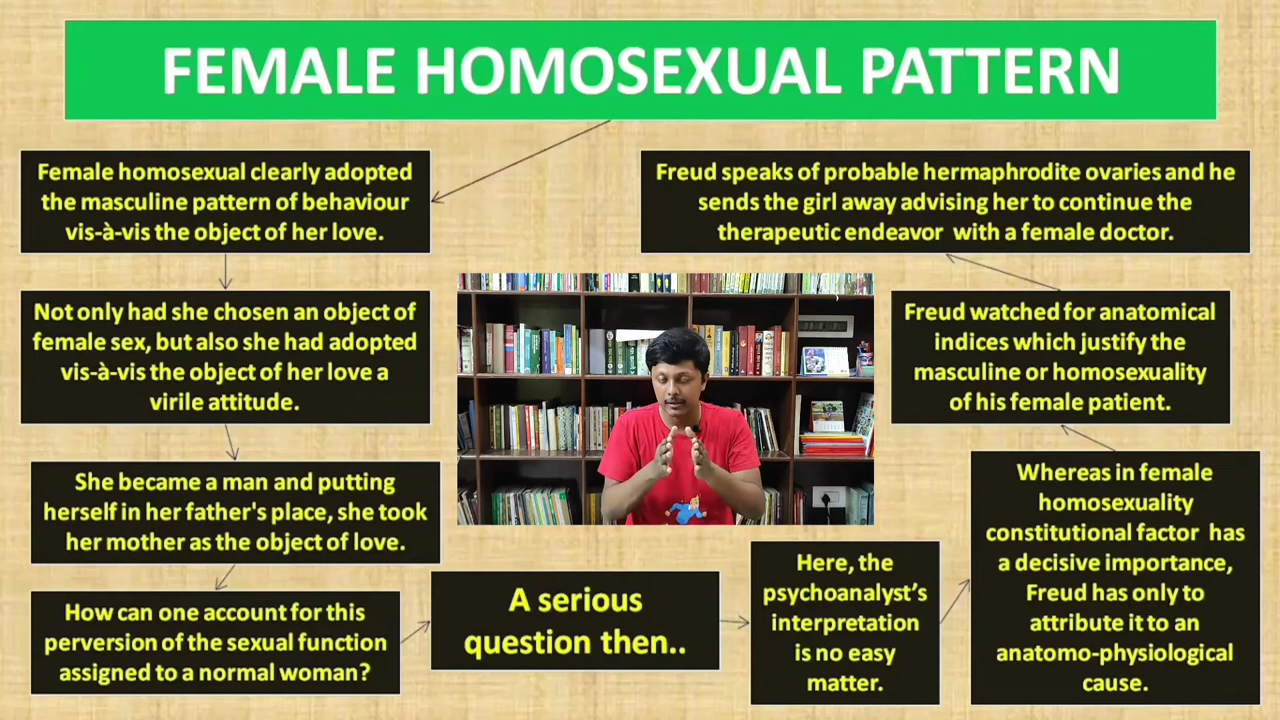 FEMALE HOMOSEXUAL PATTERN
Female homosexual clearly adopted
the masculine pattern of behaviour
vis-à-vis the object of her love.
Not only had she chosen an object of
female sex, but also she had adopted
vis-à-vis the object of her love a
virile attitude.
She became a man and putting
herself in her father's place, she took
her mother as the object of love.
How can one account for this
perversion of the sexual function
assigned to a normal woman?
A serious
question then..
Here, the
psychoanalyst’s
interpretation
is no easy
matter.
Whereas in female
homosexuality
constitutional factor has
a decisive importance,
Freud has only to
attribute it to an
anatomo-physiological
cause.
Freud watched for anatomical
indices which justify the
masculine or homosexuality
of his female patient.
Freud speaks of probable hermaphrodite ovaries and he
sends the girl away advising her to continue the
therapeutic endeavor with a female doctor.